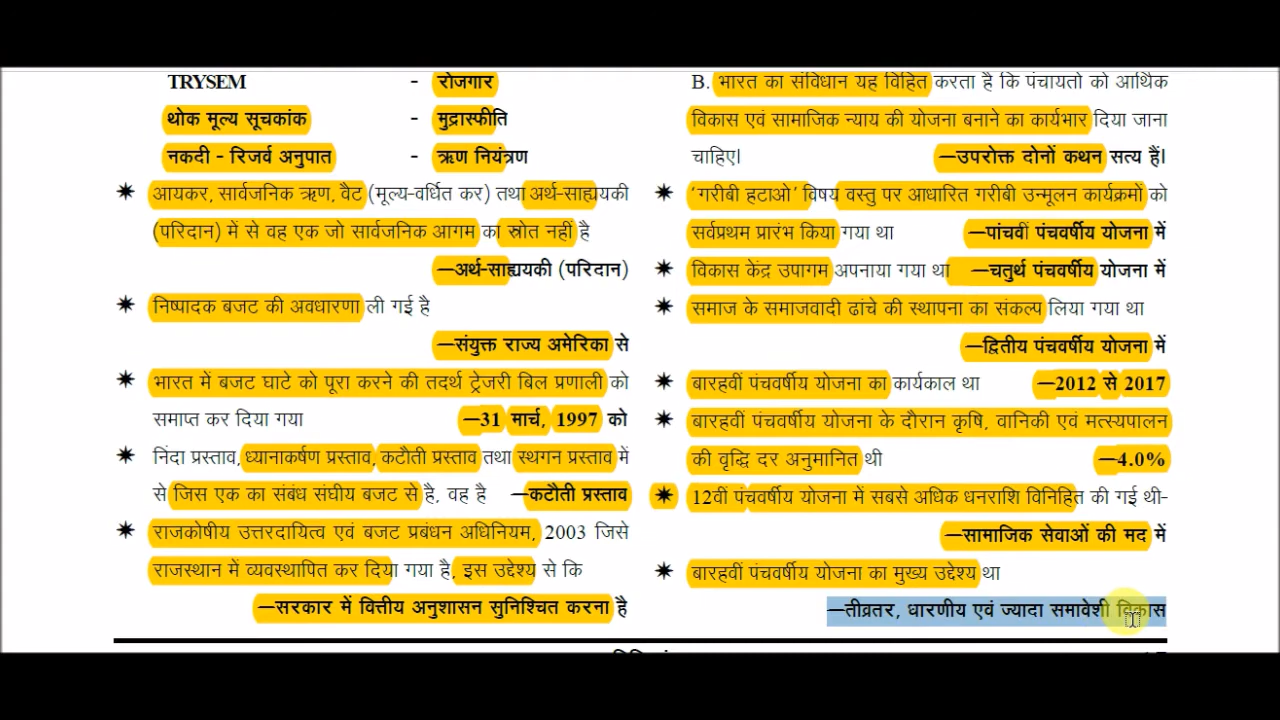 TRYSEM - रोजगार
थोक मूल्य सूचकांक - मुद्रास्फीति
नकदी - रिजर्व अनुपात - ऋण नियंत्रण
✷ आयकर, सार्वजनिक ऋण, वैट (मूल्य-वर्धित कर) तथा अर्थ-साह्ययकी
(परिदान) में से वह एक जो सार्वजनिक आगम का स्रोत नहीं है
—अर्थ-साह्ययकी (परिदान)
✷ निष्पादक बजट की अवधारणा ली गई है
—संयुक्त राज्य अमेरिका से
✷ भारत में बजट घाटे को पूरा करने की तदर्थ ट्रेजरी बिल प्रणाली को
समाप्त कर दिया गया —31 मार्च, 1997 को
✷ निंदा प्रस्ताव, ध्यानाकर्षण प्रस्ताव, कटौती प्रस्ताव तथा स्थगन प्रस्ताव में
से जिस एक का संबंध संघीय बजट से है, वह है —कटौती प्रस्ताव
✷ राजकोषीय उत्तरदायित्व एवं बजट प्रबंधन अधिनियम, 2003 जिसे
राजस्थान में व्यवस्थापित कर दिया गया है, इस उद्देश्य से कि
—सरकार में वित्तीय अनुशासन सुनिश्चित करना है
B. भारत का संविधान यह विहित करता है कि पंचायतो को आर्थिक
विकास एवं सामाजिक न्याय की योजना बनाने का कार्यभार दिया जाना
चाहिए। —उपरोक्त दोनों कथन सत्य हैं।
✷ 'गरीबी हटाओ' विषय वस्तु पर आधारित गरीबी उन्मूलन कार्यक्रमों को
सर्वप्रथम प्रारंभ किया गया था —पांचवी पंचवर्षीय योजना में
✷ विकास केंद्र उपागम अपनाया गया था —चतुर्थ पंचवर्षीय योजना में
✷ समाज के समाजवादी ढांचे की स्थापना का संकल्प लिया गया था
—द्वितीय पंचवर्षीय योजना में
✷ बारहवीं पंचवर्षीय योजना का कार्यकाल था —2012 से 2017
✷ बारहवीं पंचवर्षीय योजना के दौरान कृषि, वानिकी एवं मत्स्यपालन
की वृद्धि दर अनुमानित थी —4.0%
✷ 12वीं पंचवर्षीय योजना में सबसे अधिक धनराशि विनिहित की गई थी-
—सामाजिक सेवाओं की मद में
✷ बारहवीं पंचवर्षीय योजना का मुख्य उद्देश्य था
—तीव्रतर, धारणीय एवं ज्यादा समावेशी विकास